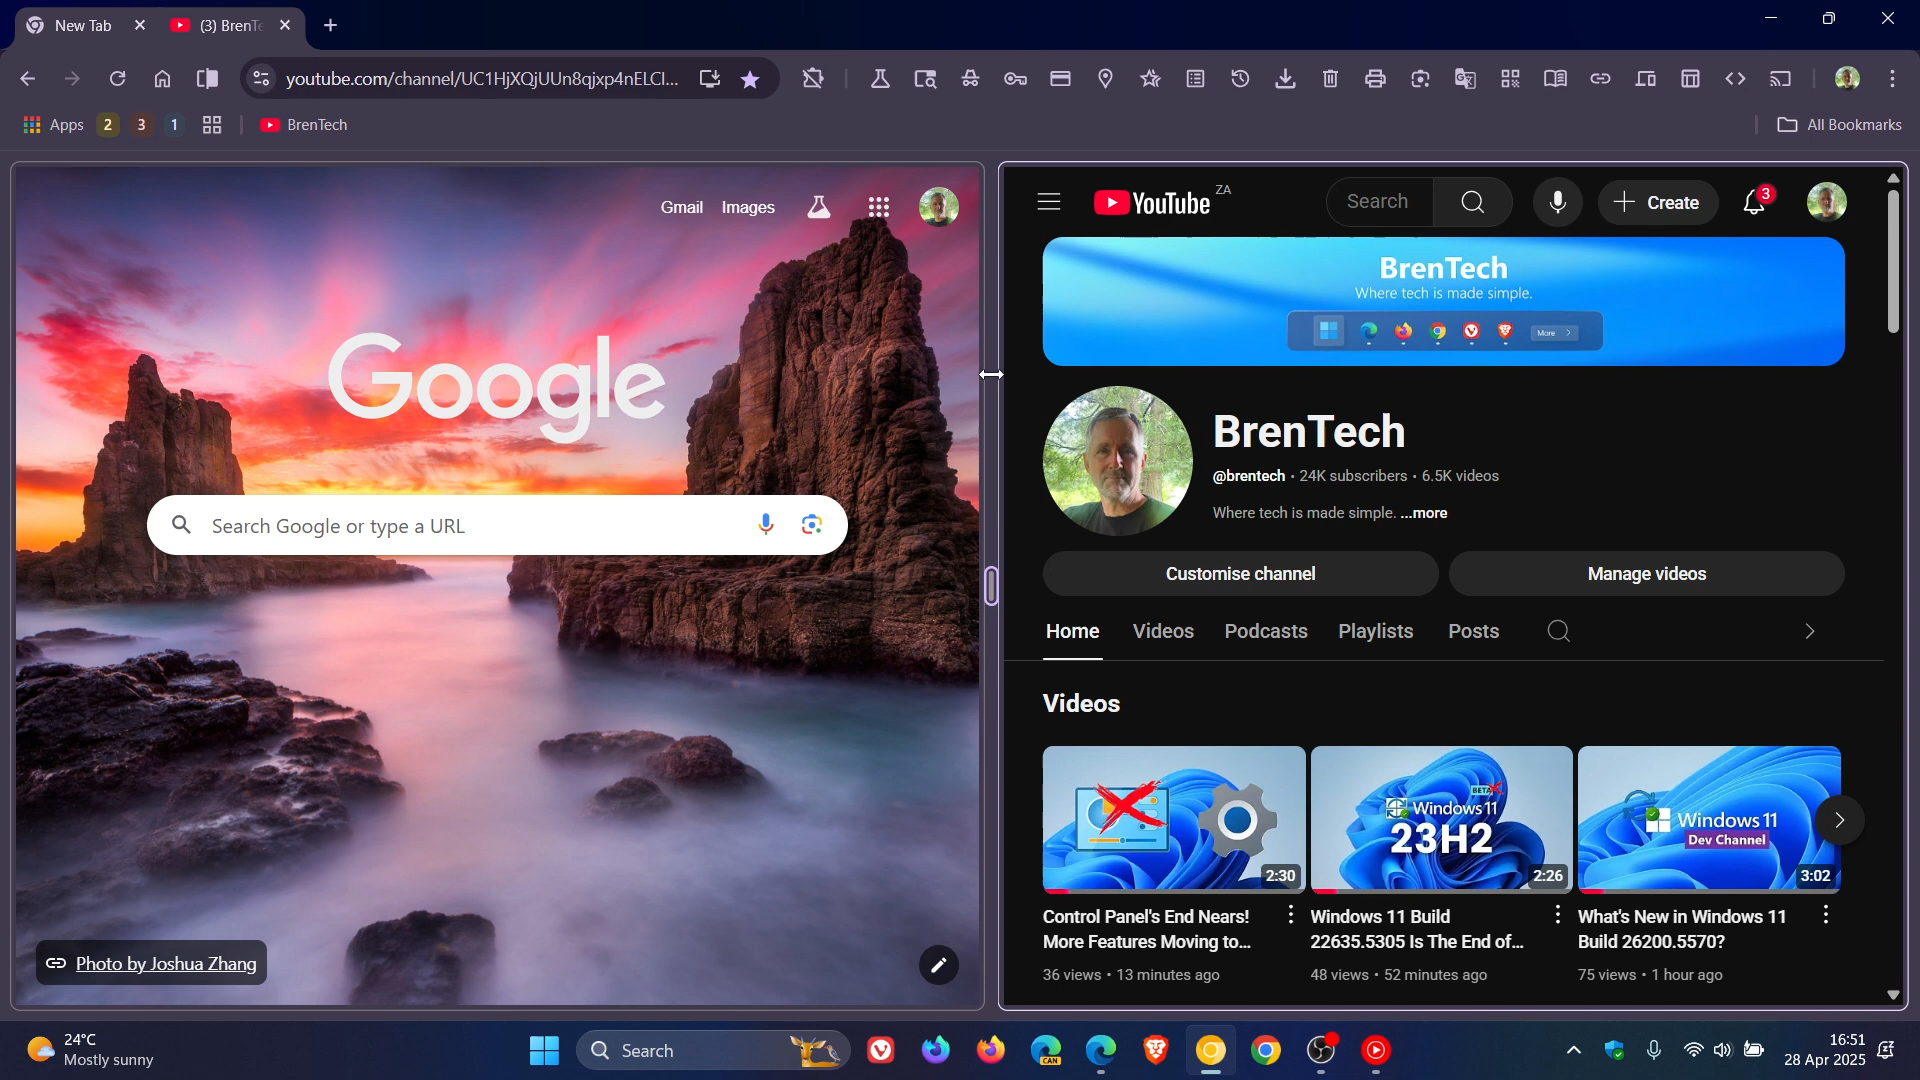 New Tab
(3) BrenTe
youtube.com/channel/UC1HjXQjUUn8qjxp4nELCI...
Apps
2
3
1
BrenTech
All Bookmarks
Gmail
Images
Google
Search Google or type a URL
Photo by Joshua Zhang
YouTube ZA
Search
Create
3
BrenTech
Where tech is made simple.
More
BrenTech
@brentech • 24K subscribers • 6.5K videos
Where tech is made simple. ...more
Customise channel
Manage videos
Home
Videos
Podcasts
Playlists
Posts
Videos
2:30
Control Panel's End Nears!
More Features Moving to...
36 views • 13 minutes ago
BETA
Windows 11
23H2
2:26
Windows 11 Build
22635.5305 Is The End of...
48 views • 52 minutes ago
Windows 11
Dev Channel
3:02
What's New in Windows 11
Build 26200.5570?
75 views • 1 hour ago
24°C
Mostly sunny
Search
CAN
16:51
28 Apr 2025